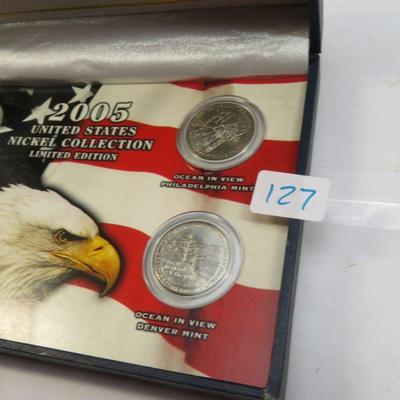 2005
UNITED STATES
NICKEL COLLECTION
LIMITED EDITION
OCEAN IN VIEW
PHILADELPHIA MINT
127
OCEAN IN VIEW
DENVER MINT